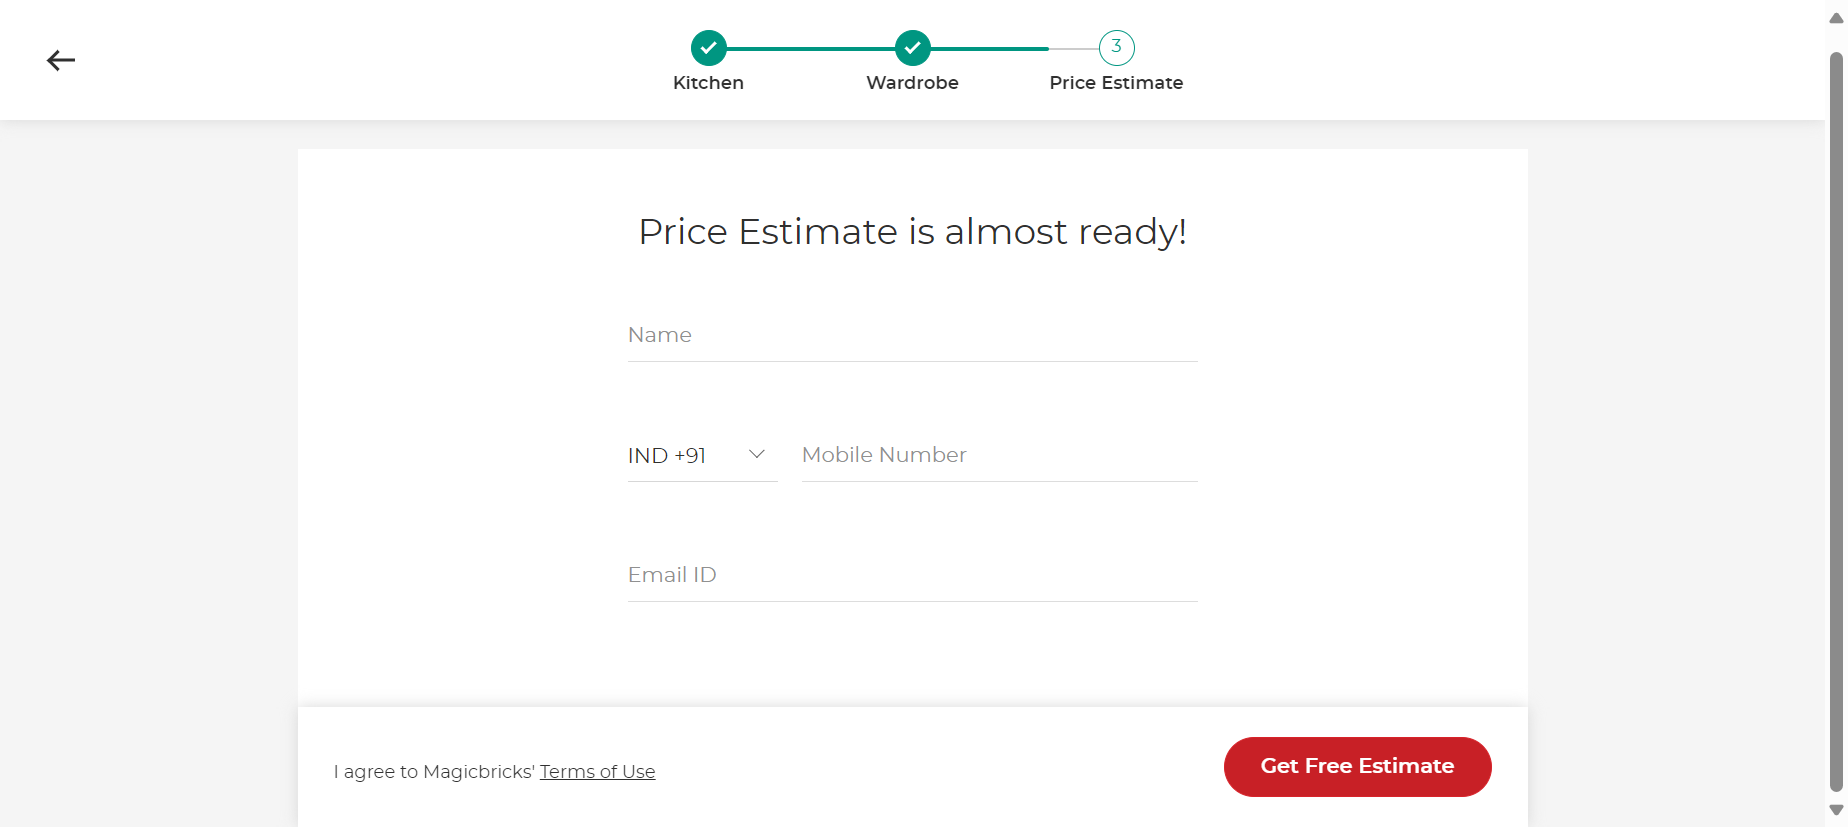 3
Kitchen
Wardrobe
Price Estimate
Price Estimate is almost ready!
Name
IND +91
Mobile Number
Email ID
I agree to Magicbricks' Terms of Use
Get Free Estimate